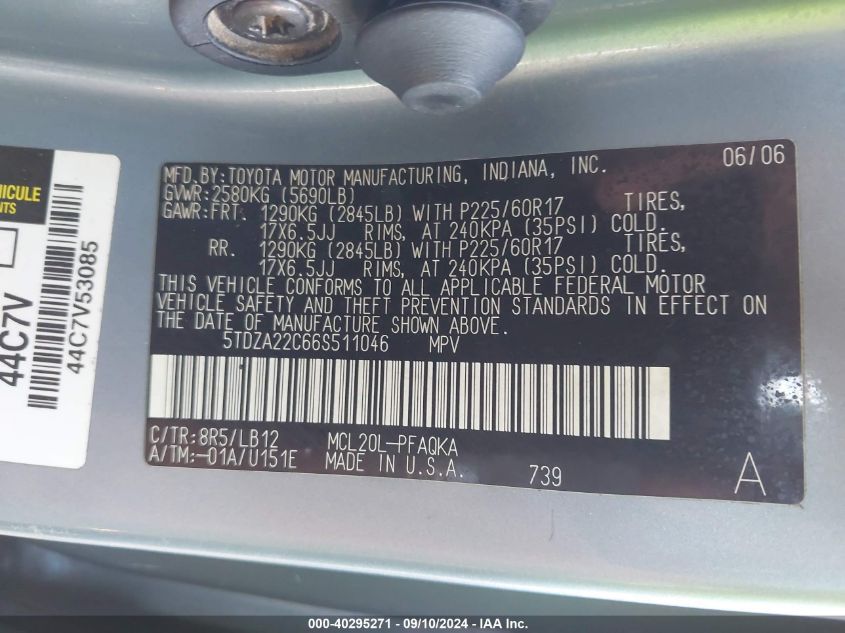 HICULE
NTS
44C7V
44C7V53085
MFD.BY:TOYOTA MOTOR MANUFACTURING, INDIANA, INC. 06/06
GVWR:2580KG (5690LB)
GAWR:FRT. 1290KG (2845LB) WITH P225/60R17 TIRES,
17X6.5JJ RIMS, AT 240KPA (35PSI) COLD.
RR. 1290KG (2845LB) WITH P225/60R17 TIRES,
17X6.5JJ RIMS, AT 240KPA (35PSI) COLD.
THIS VEHICLE CONFORMS TO ALL APPLICABLE FEDERAL MOTOR
VEHICLE SAFETY AND THEFT PREVENTION STANDARDS IN EFFECT ON
THE DATE OF MANUFACTURE SHOWN ABOVE.
5TDZA22C66S511046 MPV
C/TR:8R5/LB12 MCL20L-PFAQKA
A/TM:-01A/U151E MADE IN U.S.A. 739 A
000-40295271 - 09/10/2024 - IAA Inc.